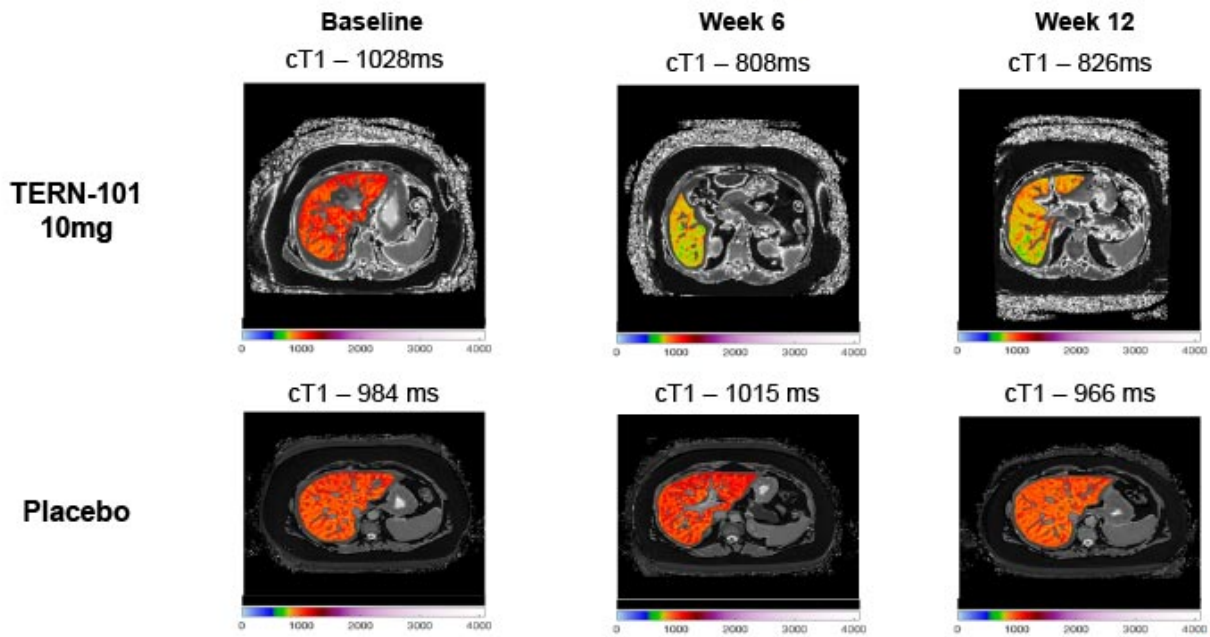 Baseline Week 6 Week 12
cT1 – 1028ms cT1 – 808ms cT1 – 826ms
TERN-101
10mg
0 1000 2000 3000 4000 0 1000 2000 3000 4000 0 1000 2000 3000 4000
cT1 – 984 ms cT1 – 1015 ms cT1 – 966 ms
Placebo
0 1000 2000 3000 4000 0 1000 2000 3000 4000 0 1000 2000 3000 4000